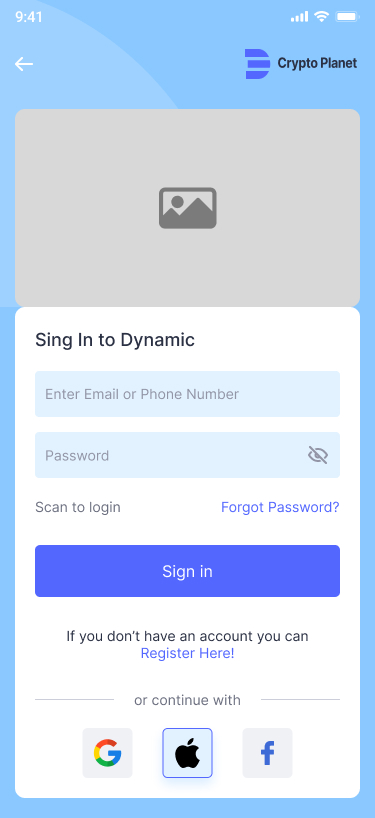 9:41
Crypto Planet
Sing In to Dynamic
Enter Email or Phone Number
Password
Scan to login
Forgot Password?
Sign in
If you don’t have an account you can
Register Here!
or continue with